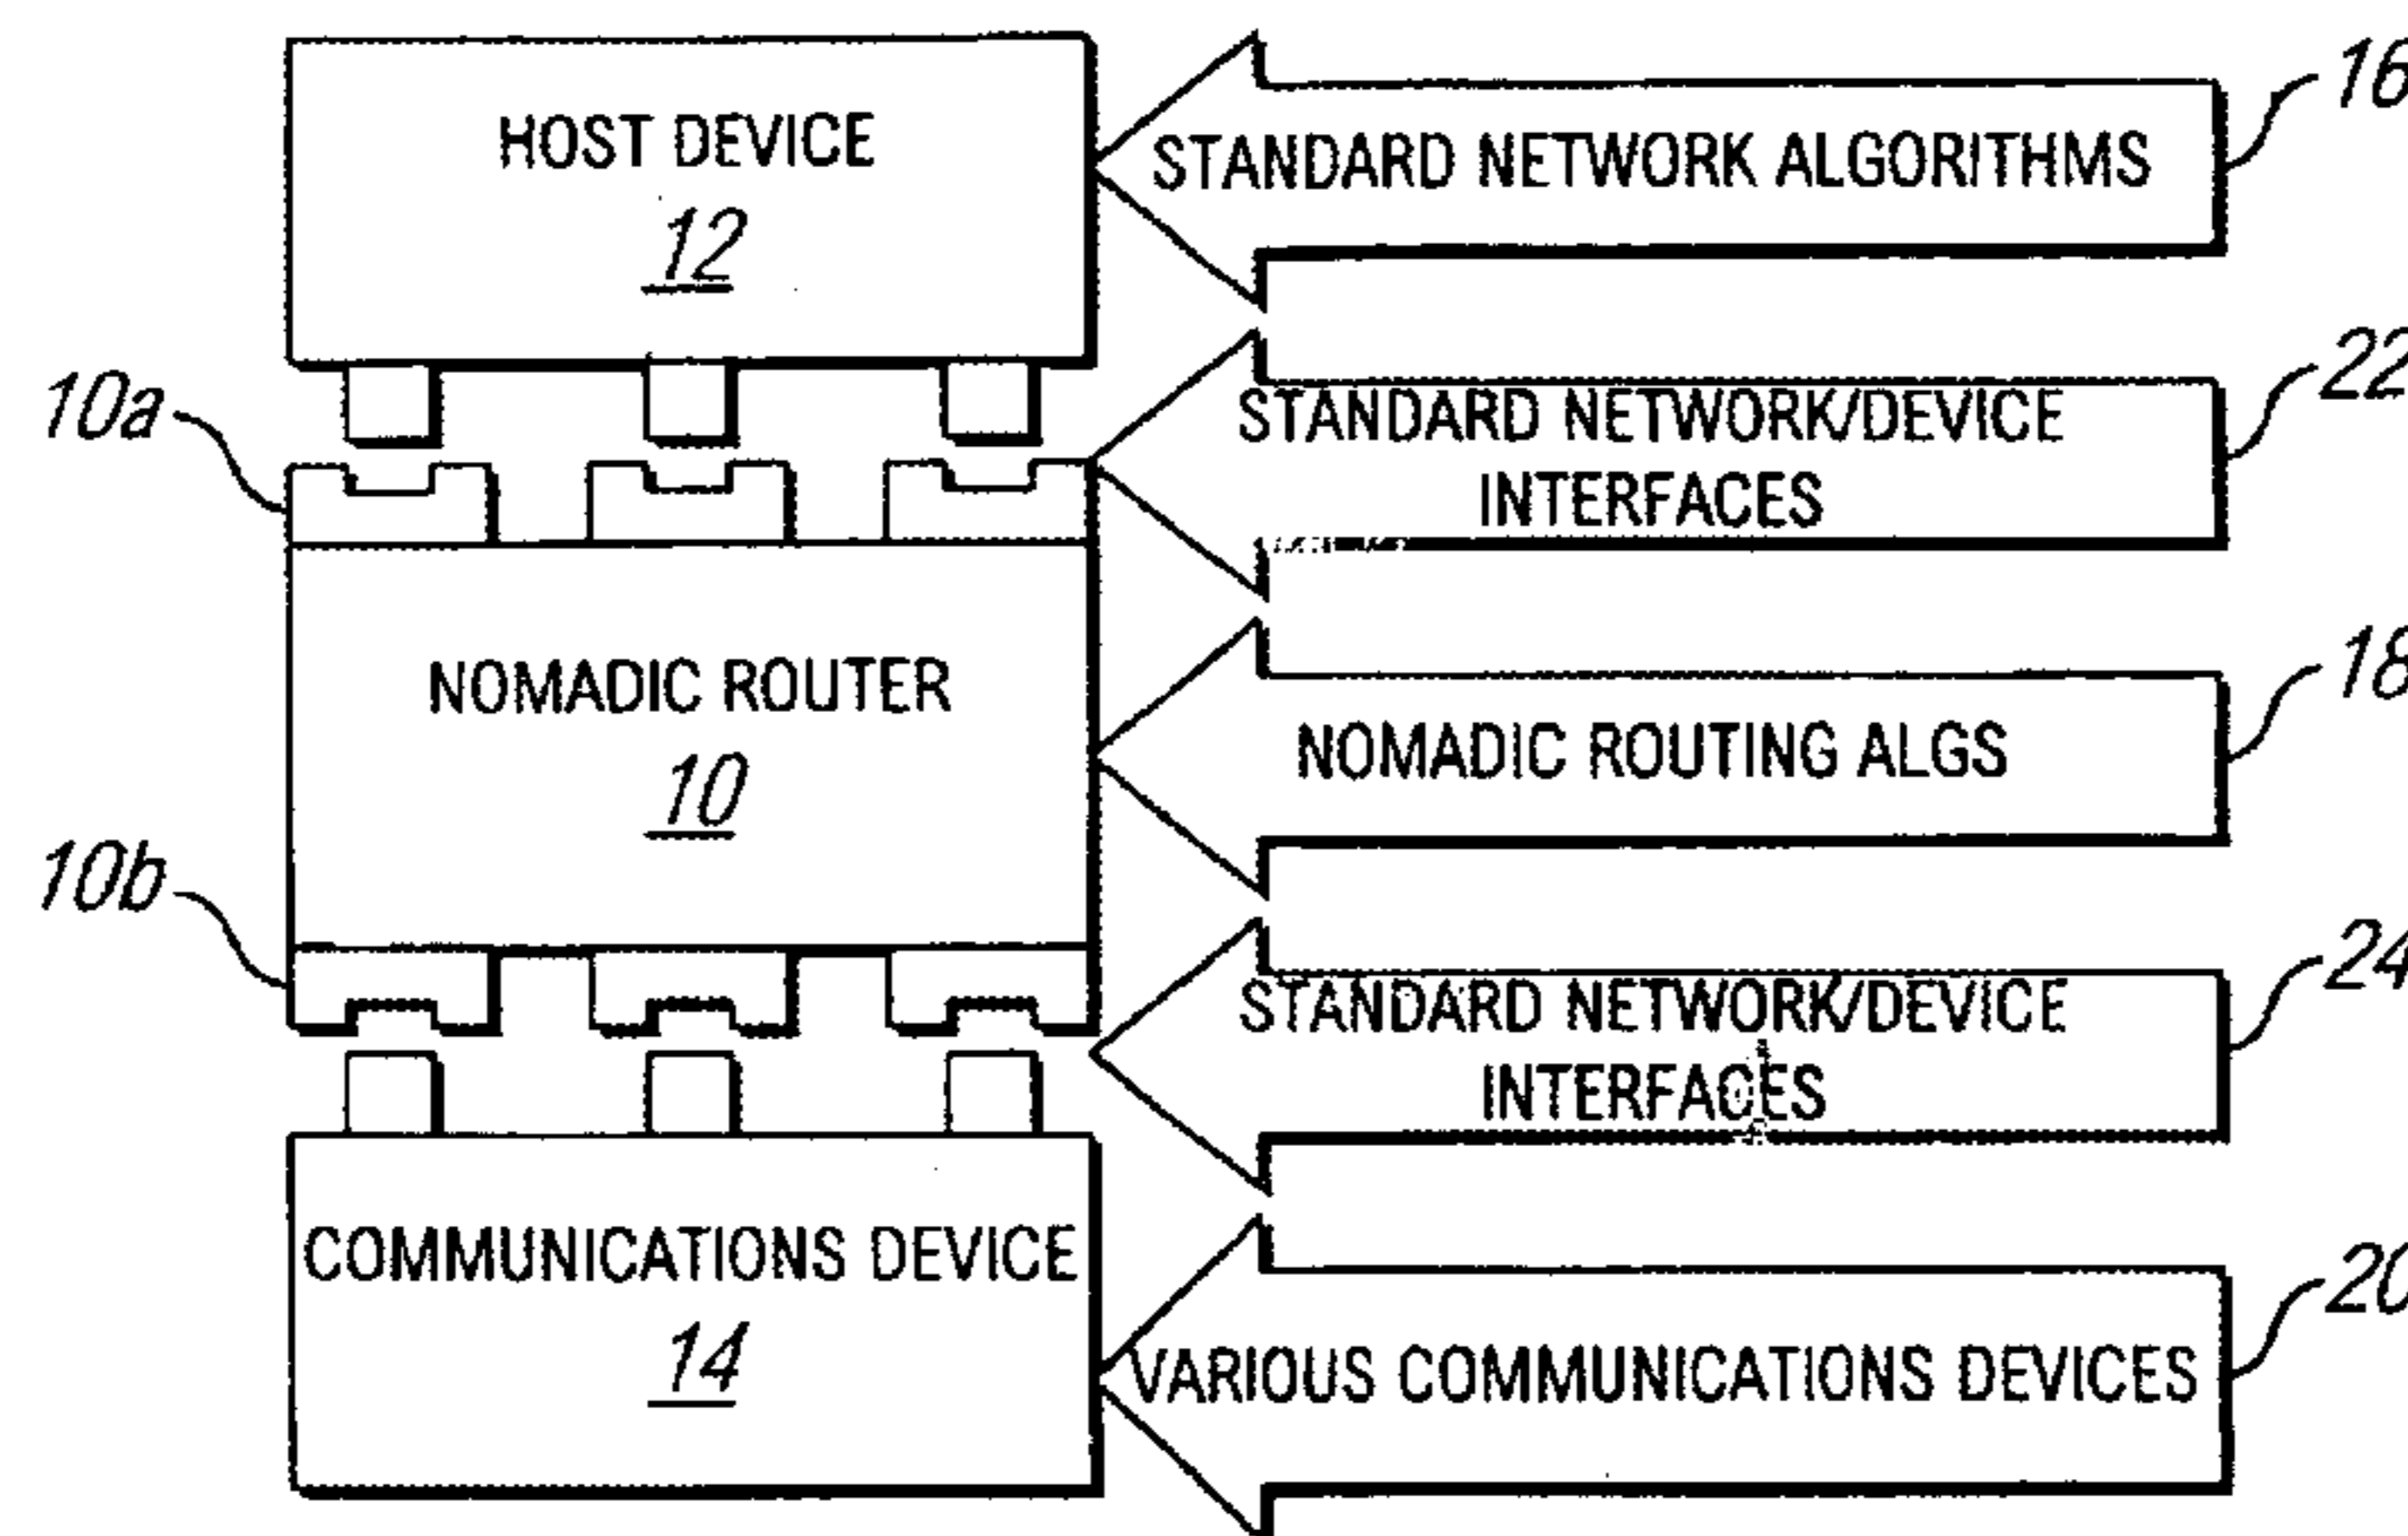 HOST DEVICE
12
STANDARD NETWORK ALGORITHMS
16
10a
STANDARD NETWORK/DEVICE
INTERFACES
22
NOMADIC ROUTER
10
NOMADIC ROUTING ALGS
18
10b
STANDARD NETWORK/DEVICE
INTERFACES
24
COMMUNICATIONS DEVICE
14
VARIOUS COMMUNICATIONS DEVICES
20